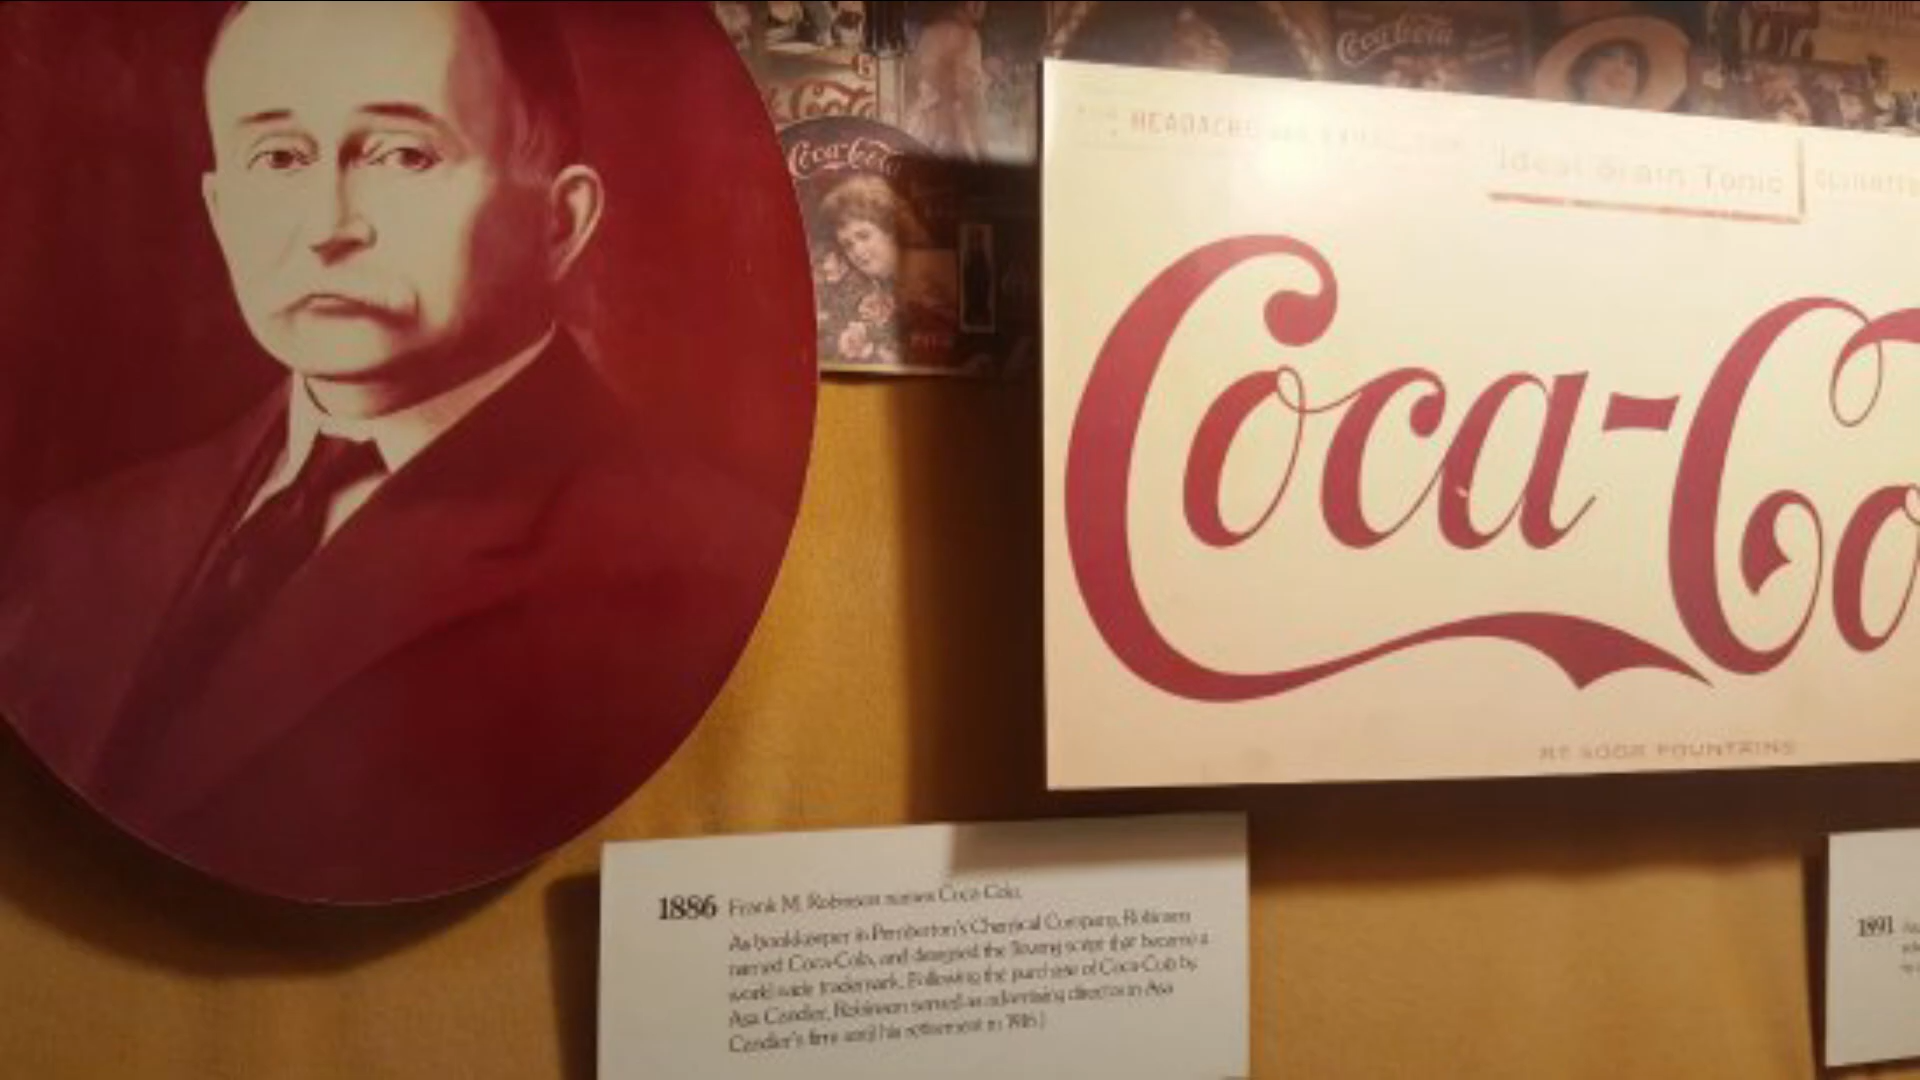 Coca-Cola
Coca-Cola
HEADACHE
Ideal Brain Tonic
Coca-Co
AT SODA FOUNTAINS
1886 Frank M. Robinson names Coca-Cola.
As bookkeeper in Pemberton's Chemical Company, Robinson
named Coca-Cola, and designed the flowing script that became a
world wide trademark. Following the purchase of Coca-Cola by
Asa Candler, Robinson served as advertising director in Asa
Candler's firm until his retirement in
1891